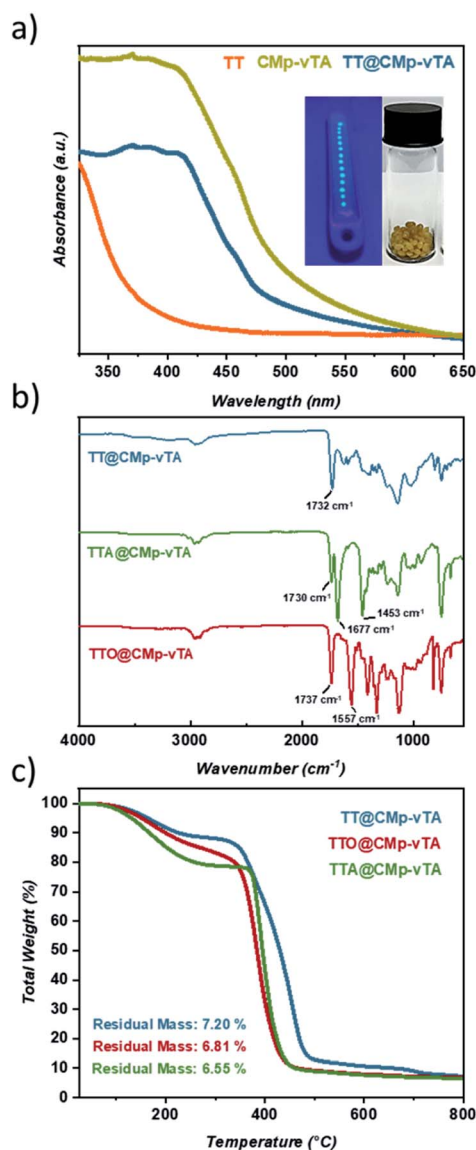 a)
TT CMp-vTA TT@CMp-vTA
Absorbance (a.u.)
350 400 450 500 550 600 650
Wavelength (nm)
b)
TT@CMp-vTA
1732 cm⁻¹
TTA@CMp-vTA
1730 cm⁻¹
1453 cm⁻¹
1677 cm⁻¹
TTO@CMp-vTA
1737 cm⁻¹
1557 cm⁻¹
4000 3000 2000 1000
Wavenumber (cm⁻¹)
c)
100
90
80
70
60
50
40
30
20
10
0
Total Weight (%)
TT@CMp-vTA
TTO@CMp-vTA
TTA@CMp-vTA
Residual Mass: 7.20 %
Residual Mass: 6.81 %
Residual Mass: 6.55 %
200 400 600 800
Temperature (°C)